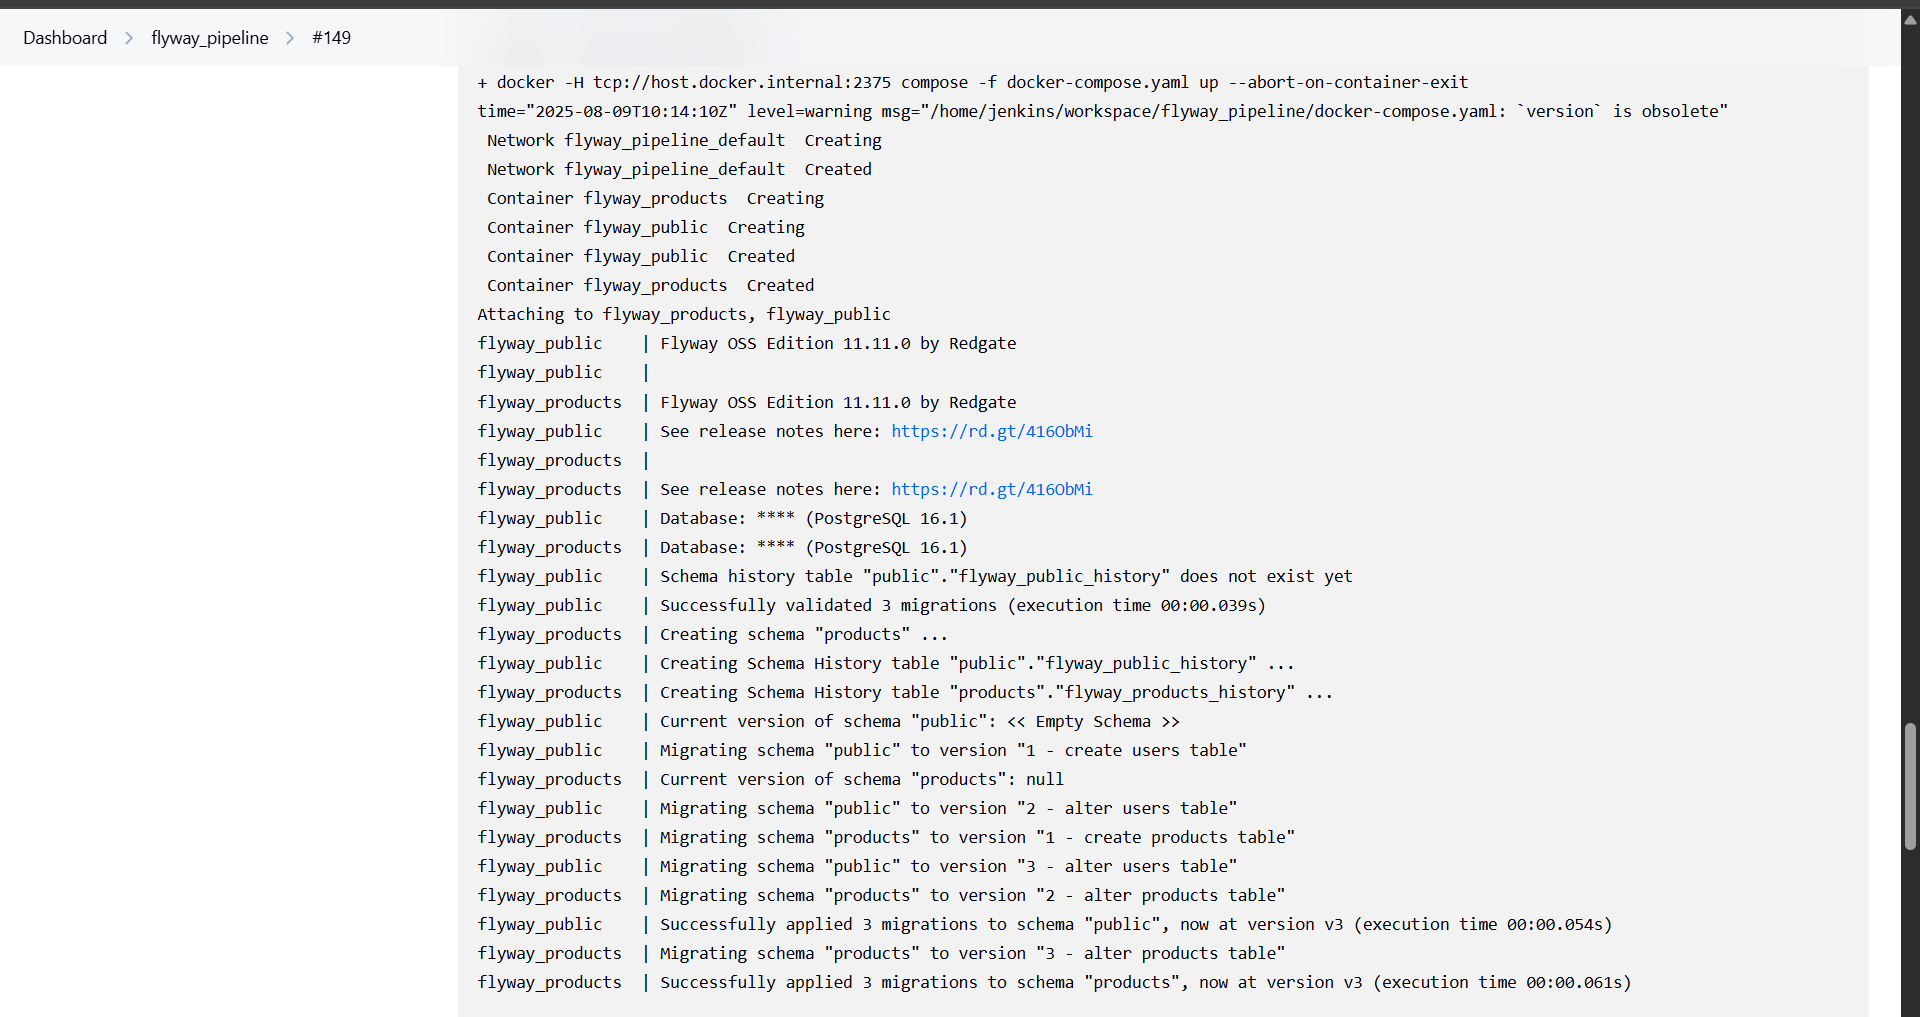 Dashboard > flyway_pipeline > #149
+ docker -H tcp://host.docker.internal:2375 compose -f docker-compose.yaml up --abort-on-container-exit
time="2025-08-09T10:14:10Z" level=warning msg="/home/jenkins/workspace/flyway_pipeline/docker-compose.yaml: `version` is obsolete"
 Network flyway_pipeline_default  Creating
 Network flyway_pipeline_default  Created
 Container flyway_products  Creating
 Container flyway_public  Creating
 Container flyway_public  Created
 Container flyway_products  Created
Attaching to flyway_products, flyway_public
flyway_public    | Flyway OSS Edition 11.11.0 by Redgate
flyway_public    |
flyway_products  | Flyway OSS Edition 11.11.0 by Redgate
flyway_public    | See release notes here: https://rd.gt/416ObMi
flyway_products  |
flyway_products  | See release notes here: https://rd.gt/416ObMi
flyway_public    | Database: **** (PostgreSQL 16.1)
flyway_products  | Database: **** (PostgreSQL 16.1)
flyway_public    | Schema history table "public"."flyway_public_history" does not exist yet
flyway_public    | Successfully validated 3 migrations (execution time 00:00.039s)
flyway_products  | Creating schema "products" ...
flyway_public    | Creating Schema History table "public"."flyway_public_history" ...
flyway_products  | Creating Schema History table "products"."flyway_products_history" ...
flyway_public    | Current version of schema "public": << Empty Schema >>
flyway_public    | Migrating schema "public" to version "1 - create users table"
flyway_products  | Current version of schema "products": null
flyway_public    | Migrating schema "public" to version "2 - alter users table"
flyway_products  | Migrating schema "products" to version "1 - create products table"
flyway_public    | Migrating schema "public" to version "3 - alter users table"
flyway_products  | Migrating schema "products" to version "2 - alter products table"
flyway_public    | Successfully applied 3 migrations to schema "public", now at version v3 (execution time 00:00.054s)
flyway_products  | Migrating schema "products" to version "3 - alter products table"
flyway_products  | Successfully applied 3 migrations to schema "products", now at version v3 (execution time 00:00.061s)